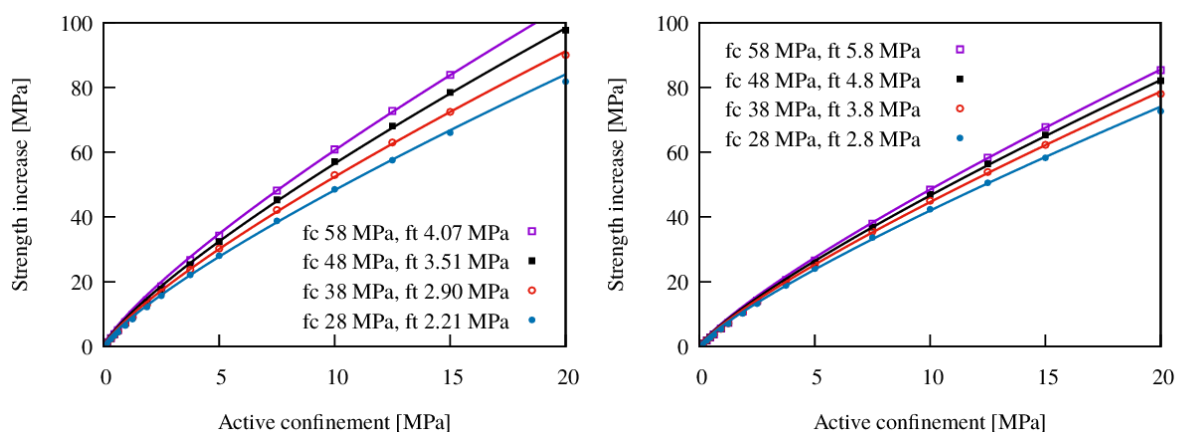 100
80
60
40
20
0
Strength increase [MPa]
fc 58 MPa, ft 4.07 MPa
fc 48 MPa, ft 3.51 MPa
fc 38 MPa, ft 2.90 MPa
fc 28 MPa, ft 2.21 MPa
0 5 10 15 20
Active confinement [MPa]
100
80
60
40
20
0
Strength increase [MPa]
fc 58 MPa, ft 5.8 MPa
fc 48 MPa, ft 4.8 MPa
fc 38 MPa, ft 3.8 MPa
fc 28 MPa, ft 2.8 MPa
0 5 10 15 20
Active confinement [MPa]